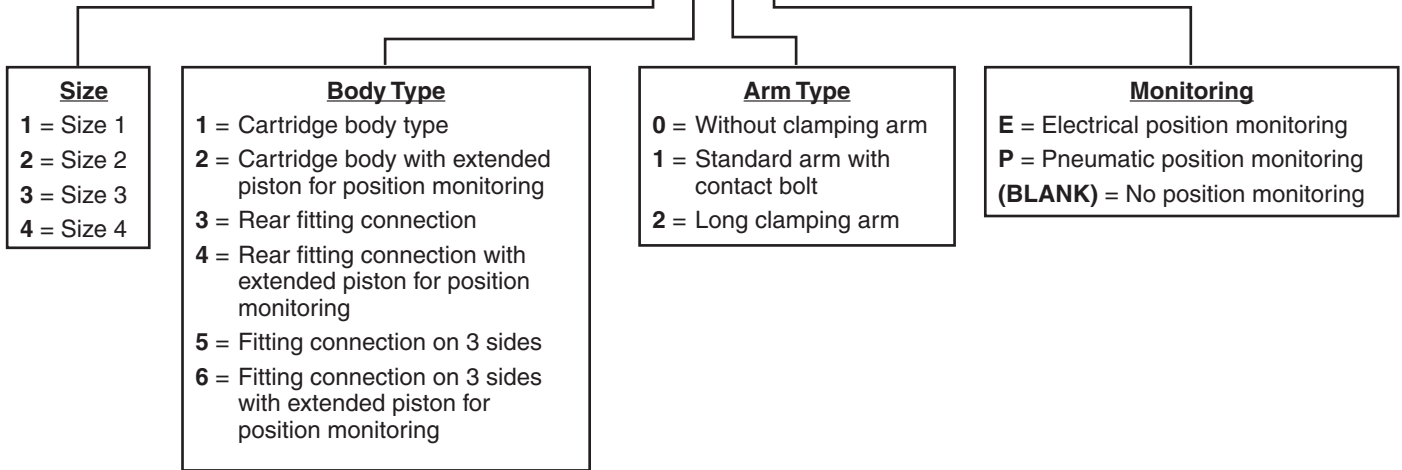 Size
1 = Size 1
2 = Size 2
3 = Size 3
4 = Size 4
Body Type
1 = Cartridge body type
2 = Cartridge body with extended
piston for position monitoring
3 = Rear fitting connection
4 = Rear fitting connection with
extended piston for position
monitoring
5 = Fitting connection on 3 sides
6 = Fitting connection on 3 sides
with extended piston for
position monitoring
Arm Type
0 = Without clamping arm
1 = Standard arm with
contact bolt
2 = Long clamping arm
Monitoring
E = Electrical position monitoring
P = Pneumatic position monitoring
(BLANK) = No position monitoring